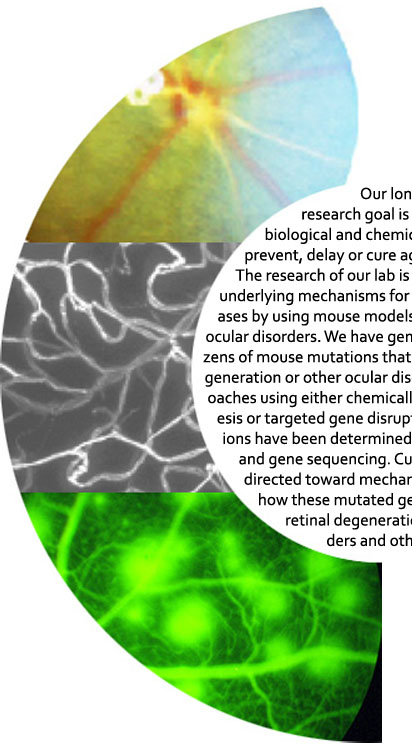 Our lon
research goal is
biological and chemic
prevent, delay or cure ag
The research of our lab is
underlying mechanisms for
ases by using mouse models
ocular disorders. We have gen
zens of mouse mutations that
generation or other ocular dis
oaches using either chemicall
esis or targeted gene disrupt
ions have been determined
and gene sequencing. Cu
directed toward mechan
how these mutated ge
retinal degenerati
ders and oth